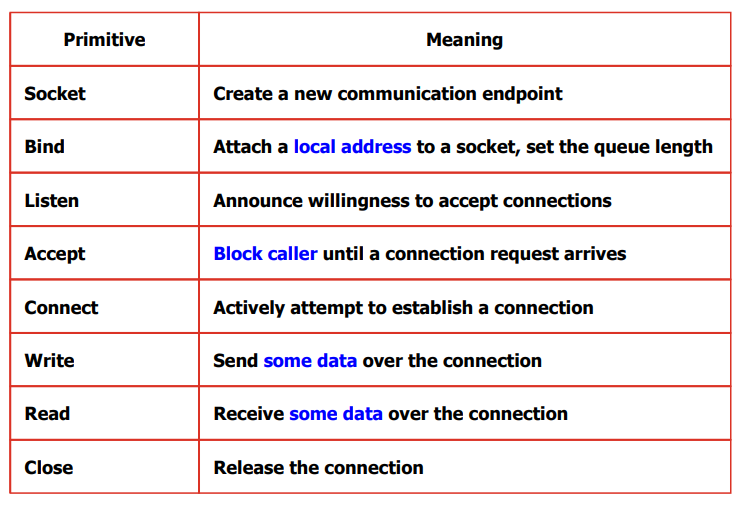 Primitive Meaning
Socket Create a new communication endpoint
Bind Attach a local address to a socket, set the queue length
Listen Announce willingness to accept connections
Accept Block caller until a connection request arrives
Connect Actively attempt to establish a connection
Write Send some data over the connection
Read Receive some data over the connection
Close Release the connection